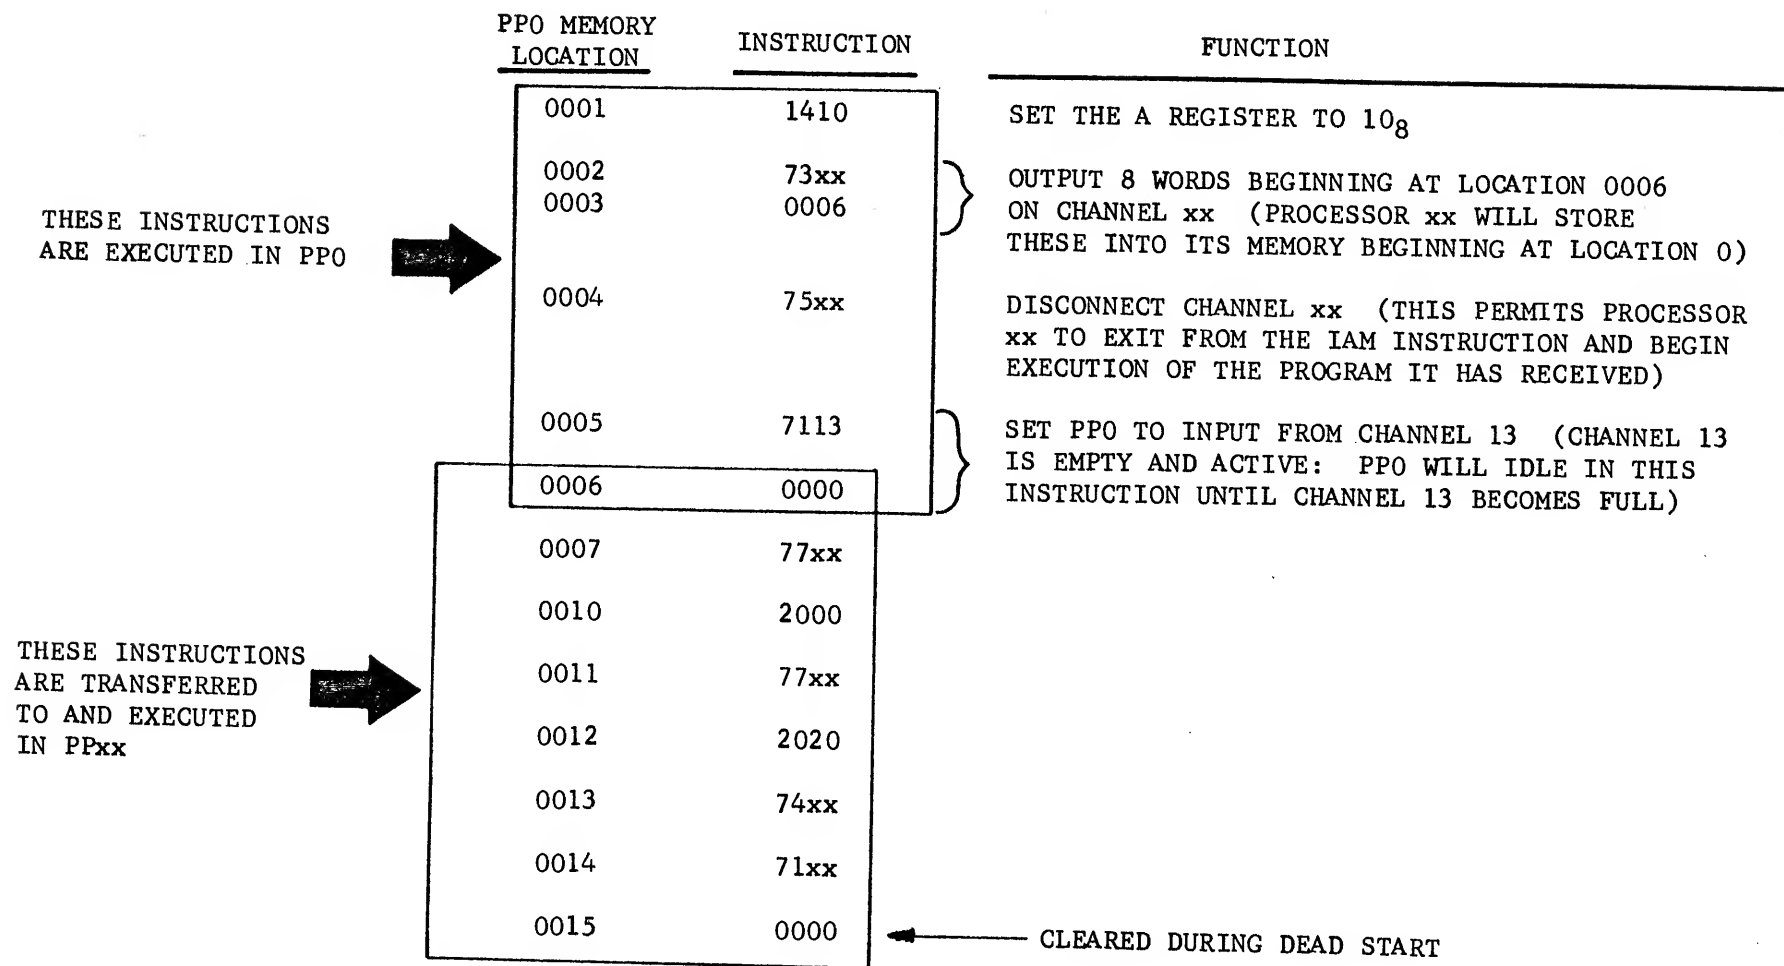 PPO MEMORY LOCATION INSTRUCTION FUNCTION
0001 1410 SET THE A REGISTER TO 10₈
0002 73xx OUTPUT 8 WORDS BEGINNING AT LOCATION 0006
0003 0006 ON CHANNEL xx (PROCESSOR xx WILL STORE
THESE INTO ITS MEMORY BEGINNING AT LOCATION 0)
THESE INSTRUCTIONS
ARE EXECUTED IN PPO
0004 75xx DISCONNECT CHANNEL xx (THIS PERMITS PROCESSOR
xx TO EXIT FROM THE IAM INSTRUCTION AND BEGIN
EXECUTION OF THE PROGRAM IT HAS RECEIVED)
0005 7113 SET PPO TO INPUT FROM CHANNEL 13 (CHANNEL 13
IS EMPTY AND ACTIVE: PPO WILL IDLE IN THIS
0006 0000 INSTRUCTION UNTIL CHANNEL 13 BECOMES FULL)
0007 77xx
0010 2000
THESE INSTRUCTIONS
ARE TRANSFERRED
TO AND EXECUTED
IN PPxx
0011 77xx
0012 2020
0013 74xx
0014 71xx
0015 0000 CLEARED DURING DEAD START